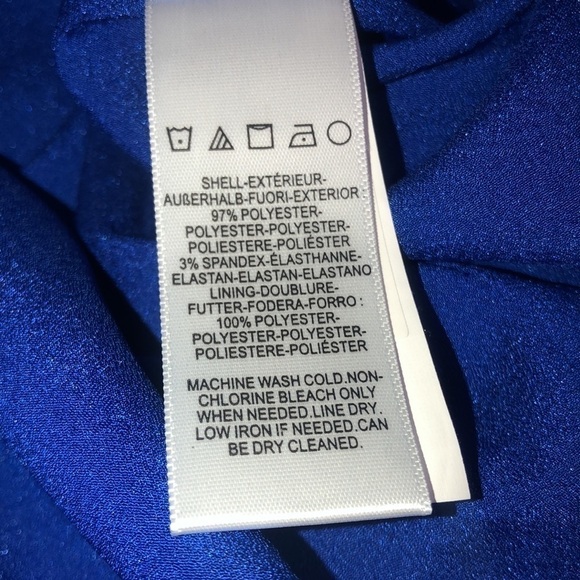 SHELL-EXTÉRIEUR-
AUßERHALB-FUORI-EXTERIOR
97% POLYESTER-
POLYESTER-POLYESTER-
POLIESTERE-POLIÉSTER
3% SPANDEX-ÉLASTHANNE-
ELASTAN-ELASTAN-ELASTANO
LINING-DOUBLURE-
FUTTER-FODERA-FORRO :
100% POLYESTER-
POLYESTER-POLYESTER-
POLIESTERE-POLIÉSTER
MACHINE WASH COLD.NON-
CHLORINE BLEACH ONLY
WHEN NEEDED.LINE DRY.
LOW IRON IF NEEDED.CAN
BE DRY CLEANED.